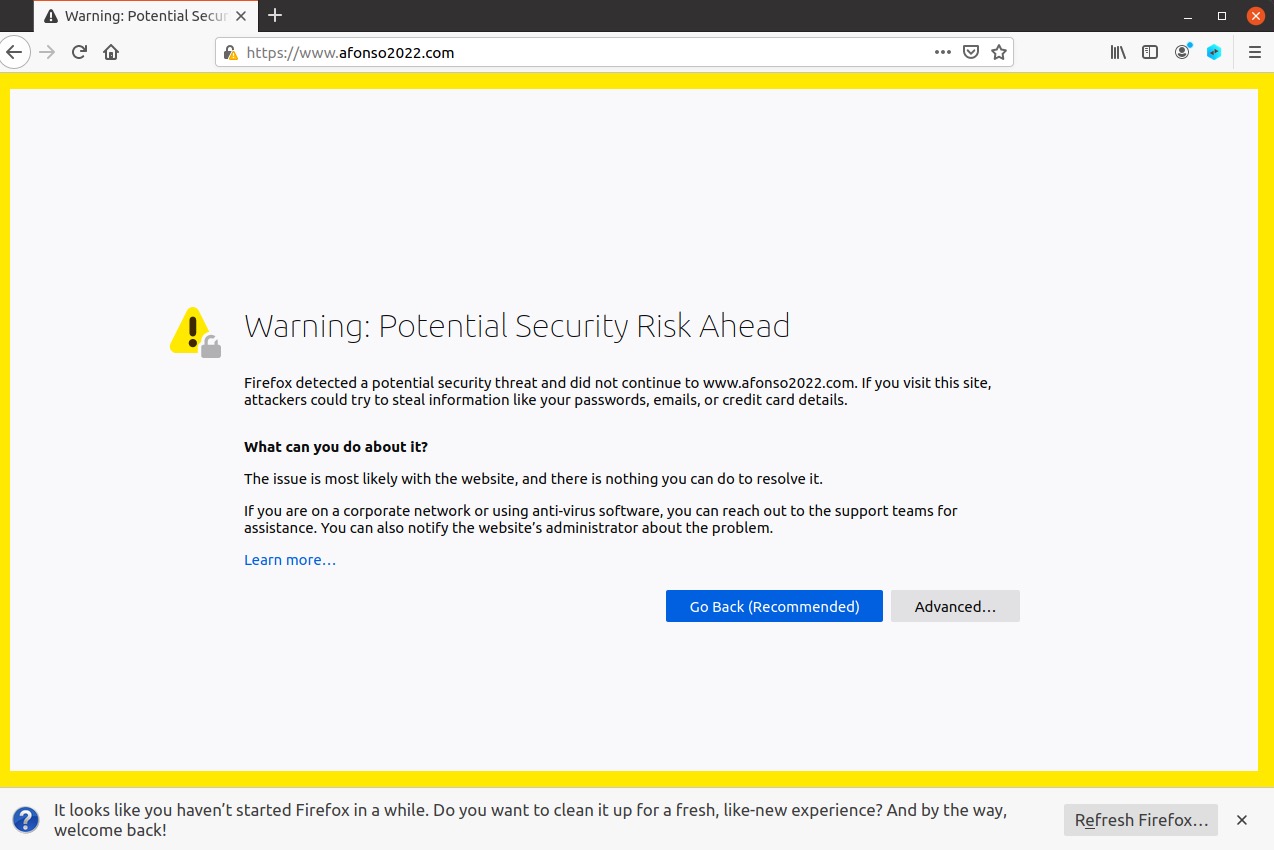 Warning: Potential Secur
https://www.afonso2022.com
Warning: Potential Security Risk Ahead
Firefox detected a potential security threat and did not continue to www.afonso2022.com. If you visit this site,
attackers could try to steal information like your passwords, emails, or credit card details.
What can you do about it?
The issue is most likely with the website, and there is nothing you can do to resolve it.
If you are on a corporate network or using anti-virus software, you can reach out to the support teams for
assistance. You can also notify the website’s administrator about the problem.
Learn more…
Go Back (Recommended) Advanced…
It looks like you haven’t started Firefox in a while. Do you want to clean it up for a fresh, like-new experience? And by the way,
welcome back!
Refresh Firefox…